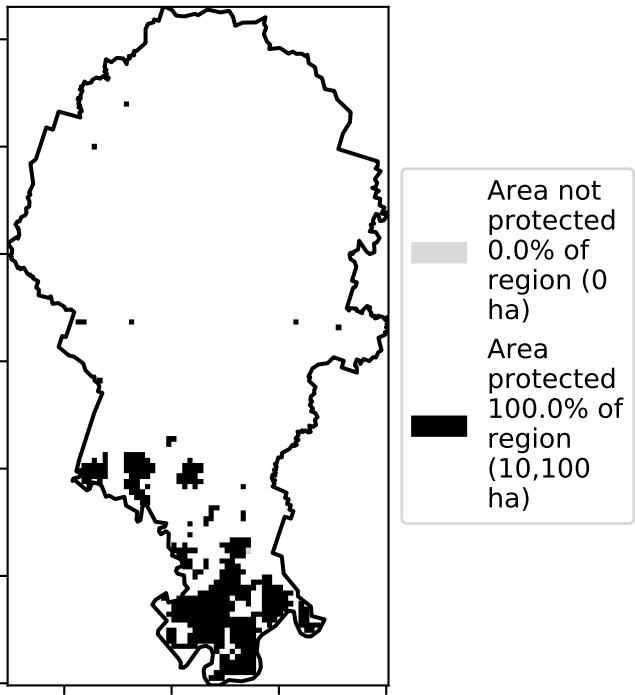 Area not
protected
0.0% of
region (0
ha)
Area
protected
100.0% of
region
(10,100
ha)